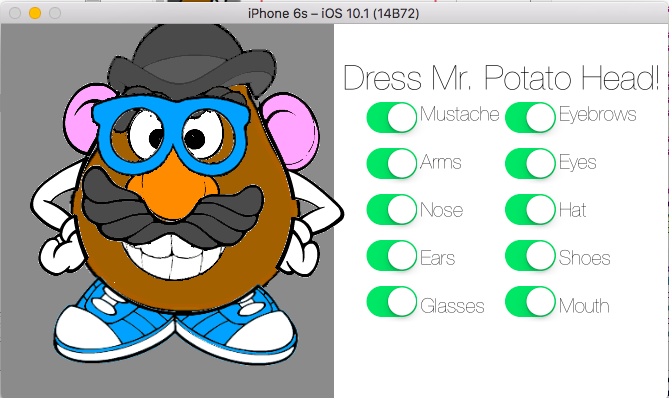 iPhone 6s – iOS 10.1 (14B72)
Dress Mr. Potato Head!
Mustache Eyebrows
Arms Eyes
Nose Hat
Ears Shoes
Glasses Mouth